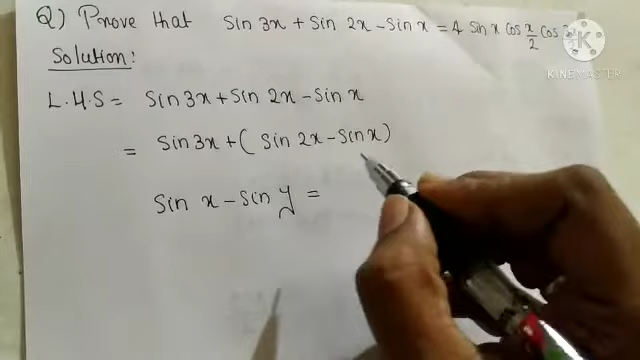 Q) Prove that Sin 3x + Sin 2x - Sin x = 4 Sin x Cos x/2 Cos 3x
Solution:
L.H.S = Sin 3x + Sin 2x - Sin x
= Sin 3x + ( Sin 2x - Sin x )
Sin x - Sin y =
KINEMASTER